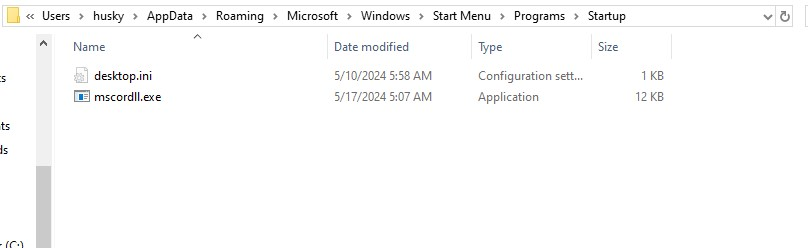 « Users > husky > AppData > Roaming > Microsoft > Windows > Start Menu > Programs > Startup
Name Date modified Type Size
desktop.ini 5/10/2024 5:58 AM Configuration sett... 1 KB
mscordll.exe 5/17/2024 5:07 AM Application 12 KB